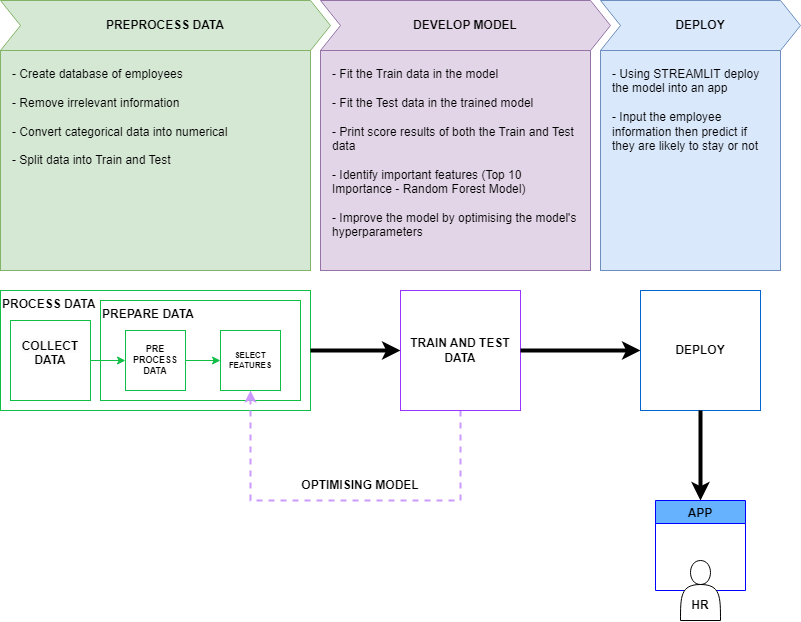 PREPROCESS DATA
DEVELOP MODEL
DEPLOY
- Create database of employees
- Remove irrelevant information
- Convert categorical data into numerical
- Split data into Train and Test
- Fit the Train data in the model
- Fit the Test data in the trained model
- Print score results of both the Train and Test
data
- Identify important features (Top 10
Importance - Random Forest Model)
- Improve the model by optimising the model's
hyperparameters
- Using STREAMLIT deploy
the model into an app
- Input the employee
information then predict if
they are likely to stay or not
PROCESS DATA
PREPARE DATA
COLLECT
DATA
PRE
PROCESS
DATA
SELECT
FEATURES
TRAIN AND TEST
DATA
DEPLOY
OPTIMISING MODEL
APP
HR